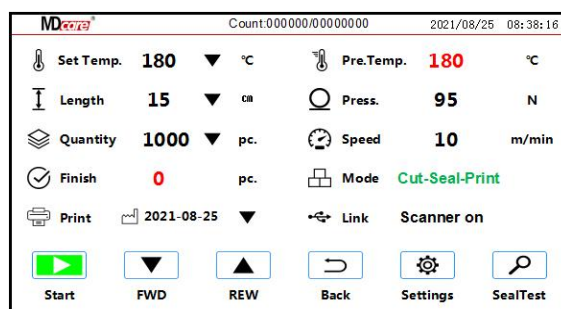 MDcare® Count:000000/00000000 2021/08/25 08:38:16
Set Temp. 180 ▼ °C Pre.Temp. 180 °C
Length 15 ▼ cm Press. 95 N
Quantity 1000 ▼ pc. Speed 10 m/min
Finish 0 pc. Mode Cut-Seal-Print
Print 2021-08-25 ▼ Link Scanner on
Start FWD REW Back Settings SealTest